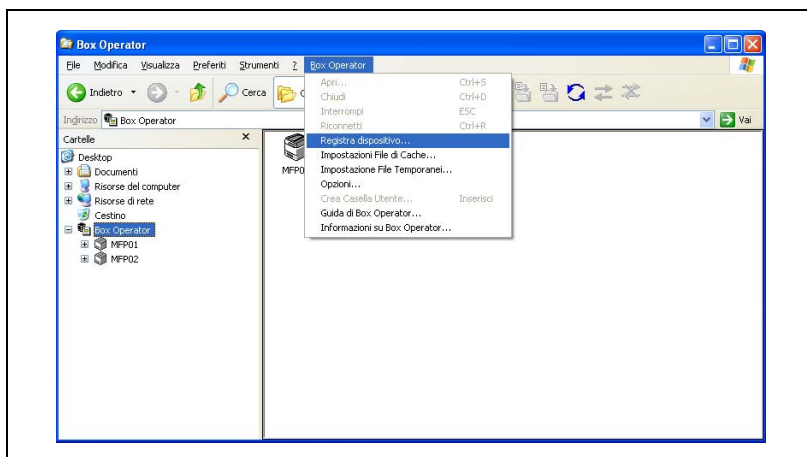 Box Operator
File Modifica Visualizza Preferiti Strumenti ? Box Operator
Indietro Cerca
Apri... Ctrl+S
Chiudi Ctrl+D
Interrompi ESC
Riconnetti Ctrl+R
Registra dispositivo...
Impostazioni File di Cache...
Impostazione File Temporanei...
Opzioni...
Crea Casella Utente... Inserisci
Guida di Box Operator...
Informazioni su Box Operator...
Indirizzo Box Operator Vai
Cartelle
Desktop
Documenti
Risorse del computer
Risorse di rete
Cestino
Box Operator
MFP01
MFP02